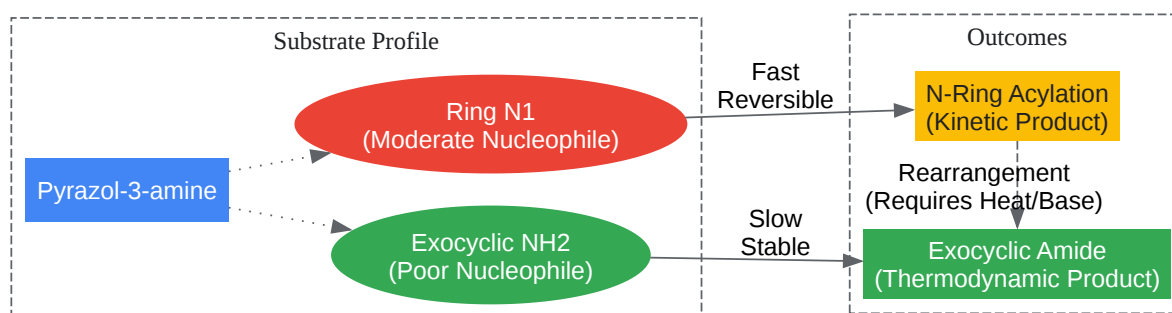 Substrate Profile
Outcomes
Pyrazol-3-amine
Ring N1
(Moderate Nucleophile)
Exocyclic NH2
(Poor Nucleophile)
Fast
Reversible
Slow
Stable
N-Ring Acylation
(Kinetic Product)
Rearrangement
(Requires Heat/Base)
Exocyclic Amide
(Thermodynamic Product)